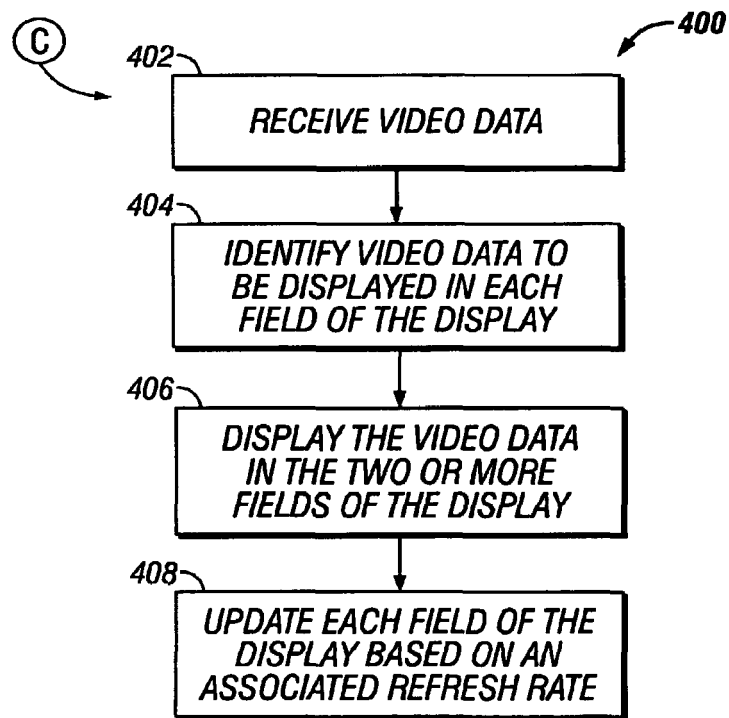 C
400
402
RECEIVE VIDEO DATA
404
IDENTIFY VIDEO DATA TO
BE DISPLAYED IN EACH
FIELD OF THE DISPLAY
406
DISPLAY THE VIDEO DATA
IN THE TWO OR MORE
FIELDS OF THE DISPLAY
408
UPDATE EACH FIELD OF THE
DISPLAY BASED ON AN
ASSOCIATED REFRESH RATE